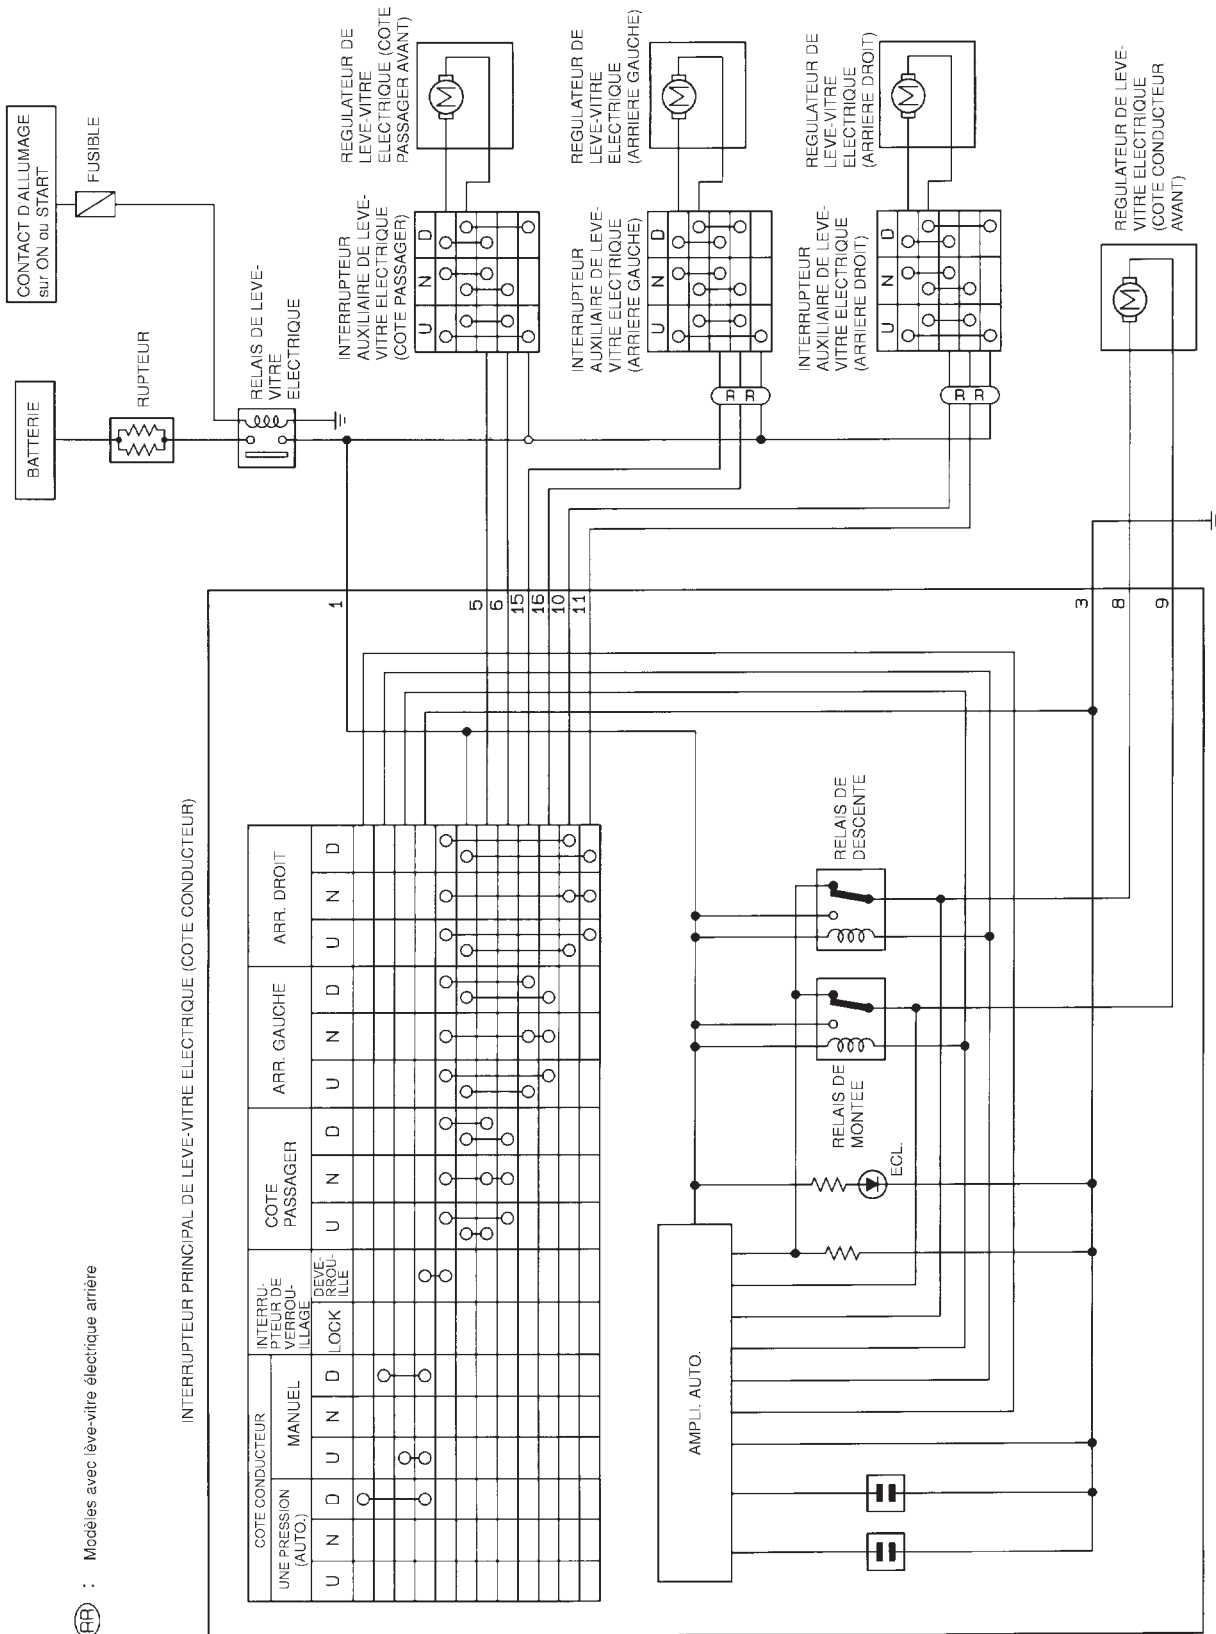 (RR) : Modèles avec lève-vitre électrique arrière
INTERRUPTEUR PRINCIPAL DE LEVE-VITRE ELECTRIQUE (COTE CONDUCTEUR)
COTE CONDUCTEUR
UNE PRESSION
(AUTO.)
MANUEL
INTERRU-
PTEUR DE
VERROU-
ILLAGE
COTE
PASSAGER
ARR. GAUCHE
ARR. DROIT
U N D U N D LOCK
DEVE-
RROU-
ILLE
U N D U N D U N D
AMPLI. AUTO.
ECL.
RELAIS DE
MONTEE
RELAIS DE
DESCENTE
1
5
6
15
16
10
11
3
8
9
BATTERIE
CONTACT D'ALLUMAGE
sur ON ou START
RUPTEUR
FUSIBLE
RELAIS DE LEVE-
VITRE
ELECTRIQUE
INTERRUPTEUR
AUXILIAIRE DE LEVE-
VITRE ELECTRIQUE
(COTE PASSAGER)
U N D
REGULATEUR DE
LEVE-VITRE
ELECTRIQUE (COTE
PASSAGER AVANT)
M
INTERRUPTEUR
AUXILIAIRE DE LEVE-
VITRE ELECTRIQUE
(ARRIERE GAUCHE)
U N D
RR
REGULATEUR DE
LEVE-VITRE
ELECTRIQUE
(ARRIERE GAUCHE)
M
INTERRUPTEUR
AUXILIAIRE DE LEVE-
VITRE ELECTRIQUE
(ARRIERE DROIT)
U N D
RR
REGULATEUR DE
LEVE-VITRE
ELECTRIQUE
(ARRIERE DROIT)
M
REGULATEUR DE LEVE-
VITRE ELECTRIQUE
(COTE CONDUCTEUR
AVANT)
M